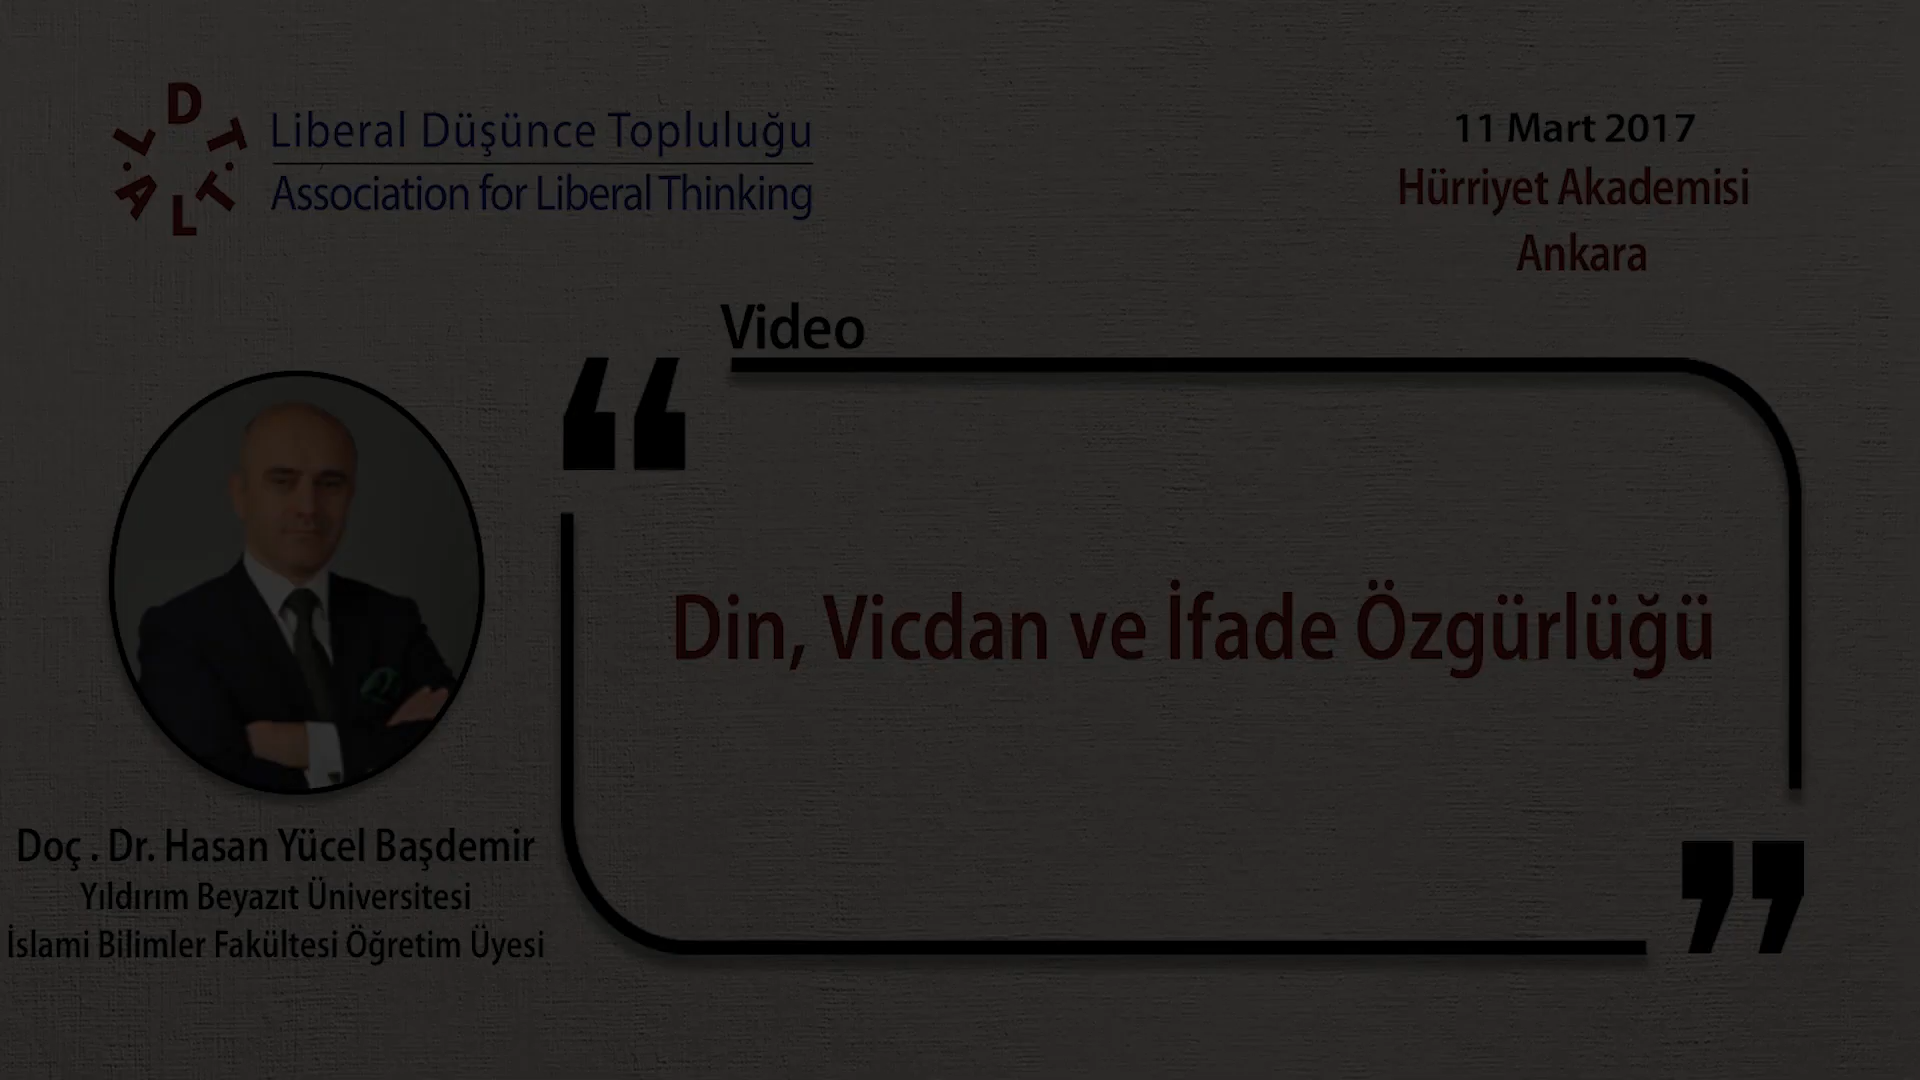 D
L T
A T
L
Liberal Düşünce Topluluğu
Association for Liberal Thinking
11 Mart 2017
Hürriyet Akademisi
Ankara
Video
“
Din, Vicdan ve İfade Özgürlüğü
”
Doç . Dr. Hasan Yücel Başdemir
Yıldırım Beyazıt Üniversitesi
İslami Bilimler Fakültesi Öğretim Üyesi